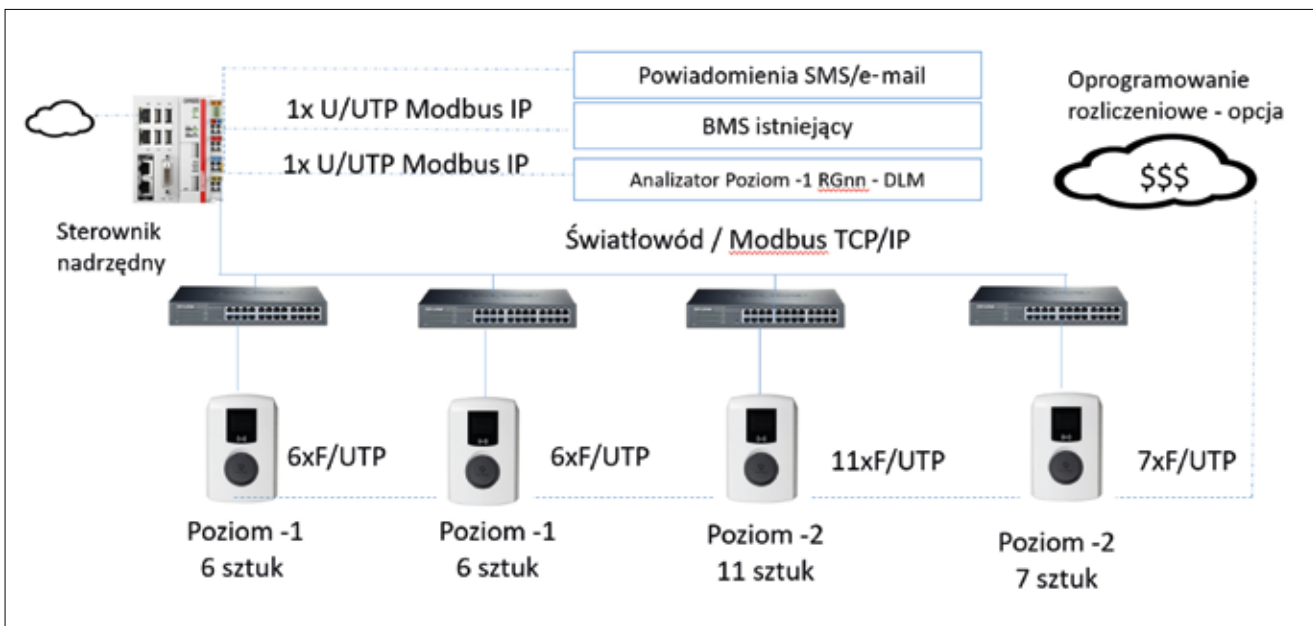 Powiadomienia SMS/e-mail
1x U/UTP Modbus IP
BMS istniejący
1x U/UTP Modbus IP
Analizator Poziom -1 RGnn - DLM
Oprogramowanie
rozliczeniowe - opcja
$$$
Sterownik
nadrzędny
Światłowód / Modbus TCP/IP
6xF/UTP
6xF/UTP
11xF/UTP
7xF/UTP
Poziom -1
6 sztuk
Poziom -1
6 sztuk
Poziom -2
11 sztuk
Poziom -2
7 sztuk